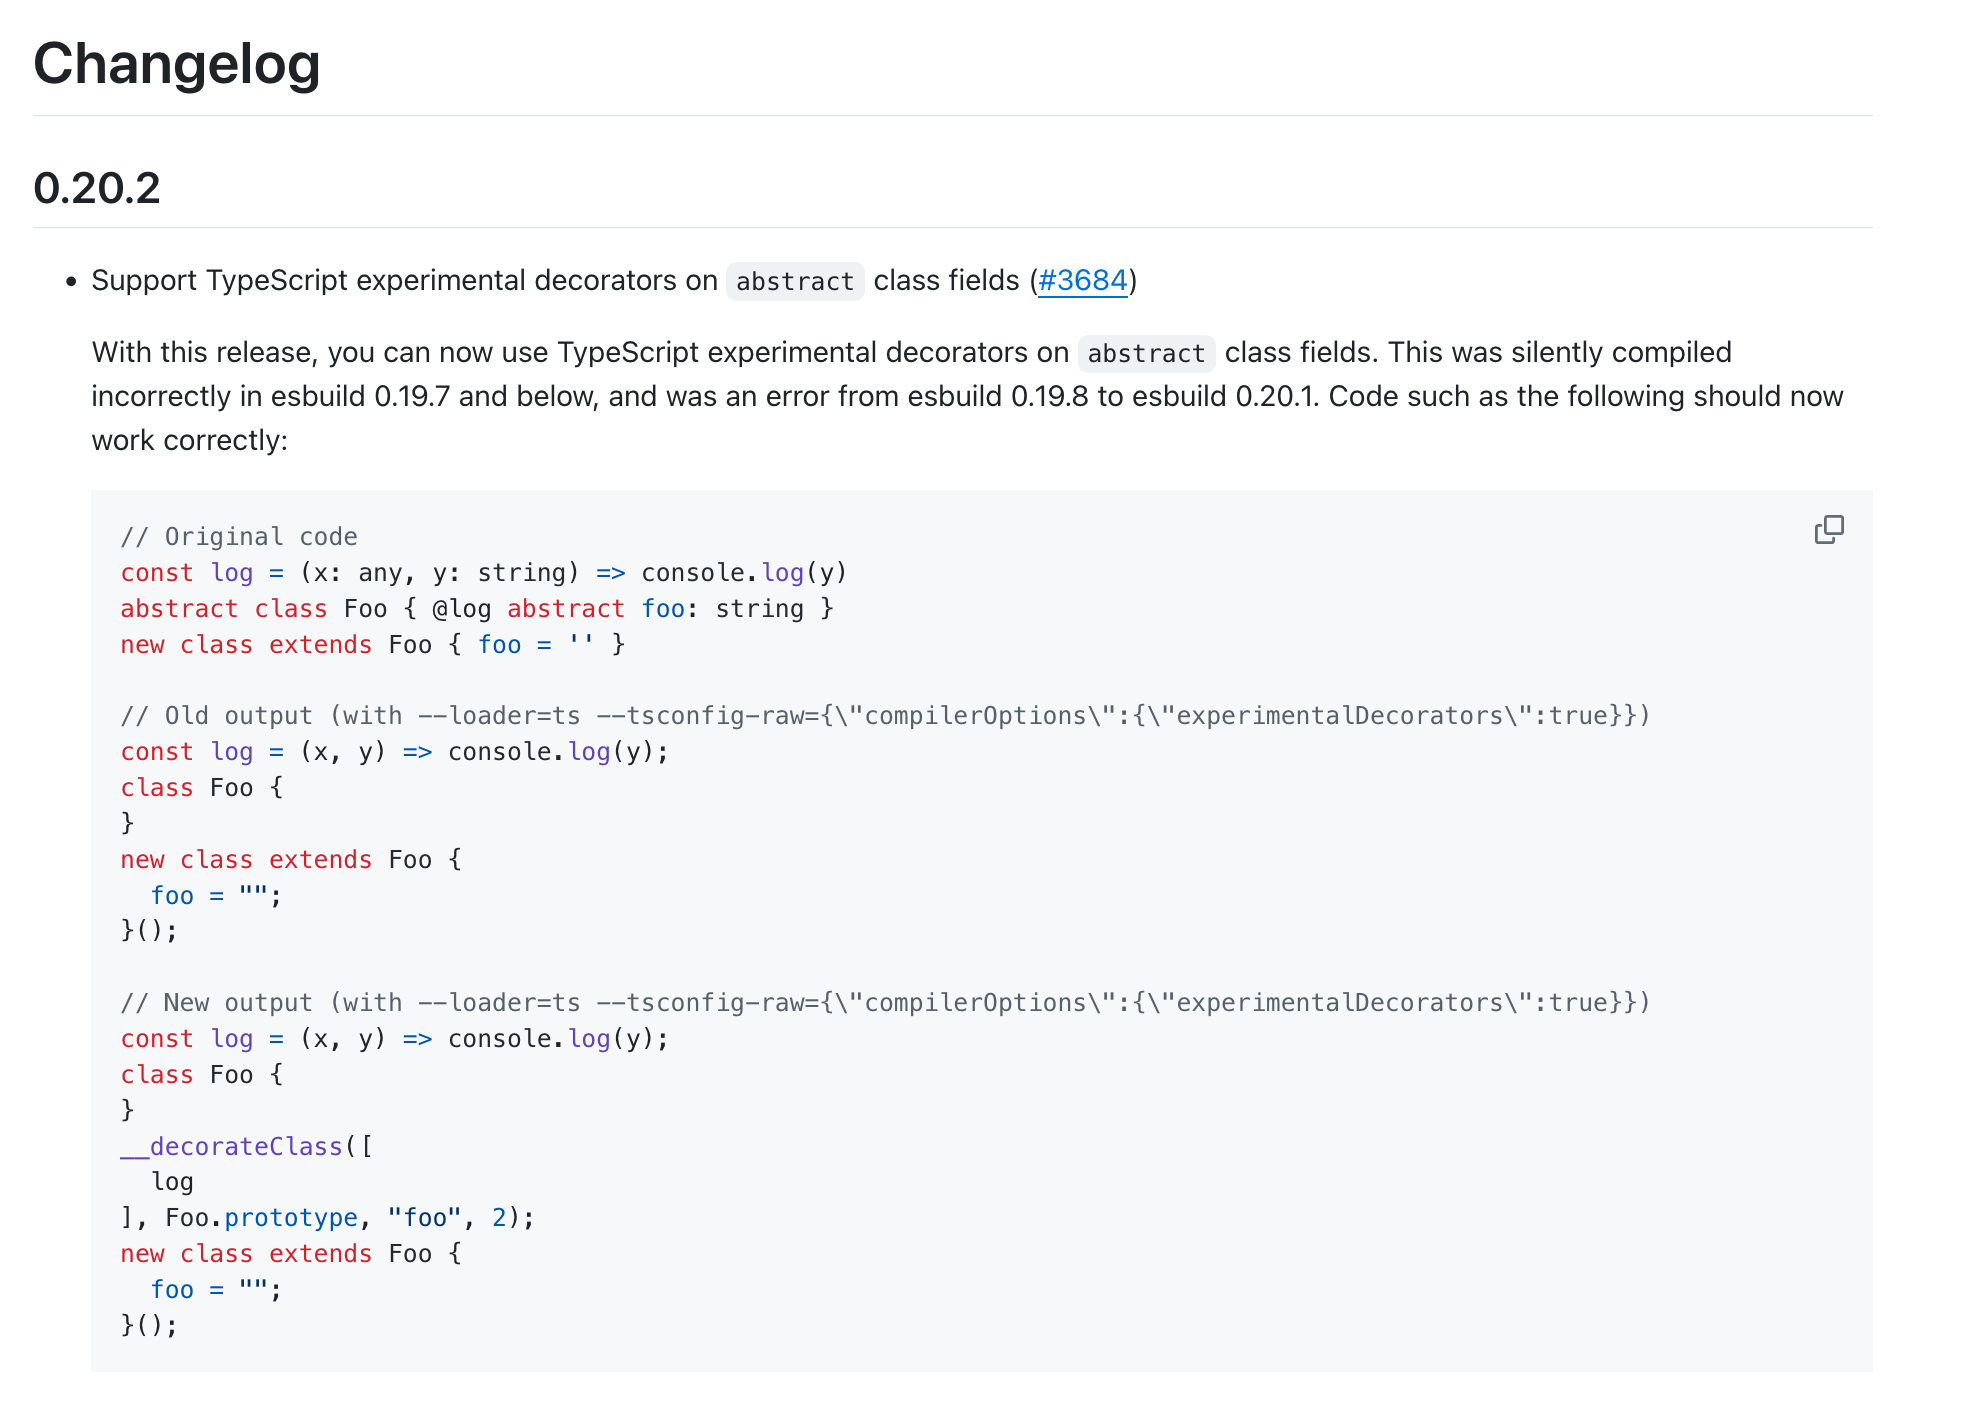 Changelog
0.20.2
• Support TypeScript experimental decorators on abstract class fields (#3684)
With this release, you can now use TypeScript experimental decorators on abstract class fields. This was silently compiled
incorrectly in esbuild 0.19.7 and below, and was an error from esbuild 0.19.8 to esbuild 0.20.1. Code such as the following should now
work correctly:
// Original code
const log = (x: any, y: string) => console.log(y)
abstract class Foo { @log abstract foo: string }
new class extends Foo { foo = '' }

// Old output (with --loader=ts --tsconfig-raw={\"compilerOptions\":{\"experimentalDecorators\":true}})
const log = (x, y) => console.log(y);
class Foo {
}
new class extends Foo {
  foo = "";
}();

// New output (with --loader=ts --tsconfig-raw={\"compilerOptions\":{\"experimentalDecorators\":true}})
const log = (x, y) => console.log(y);
class Foo {
}
__decorateClass([
  log
], Foo.prototype, "foo", 2);
new class extends Foo {
  foo = "";
}();